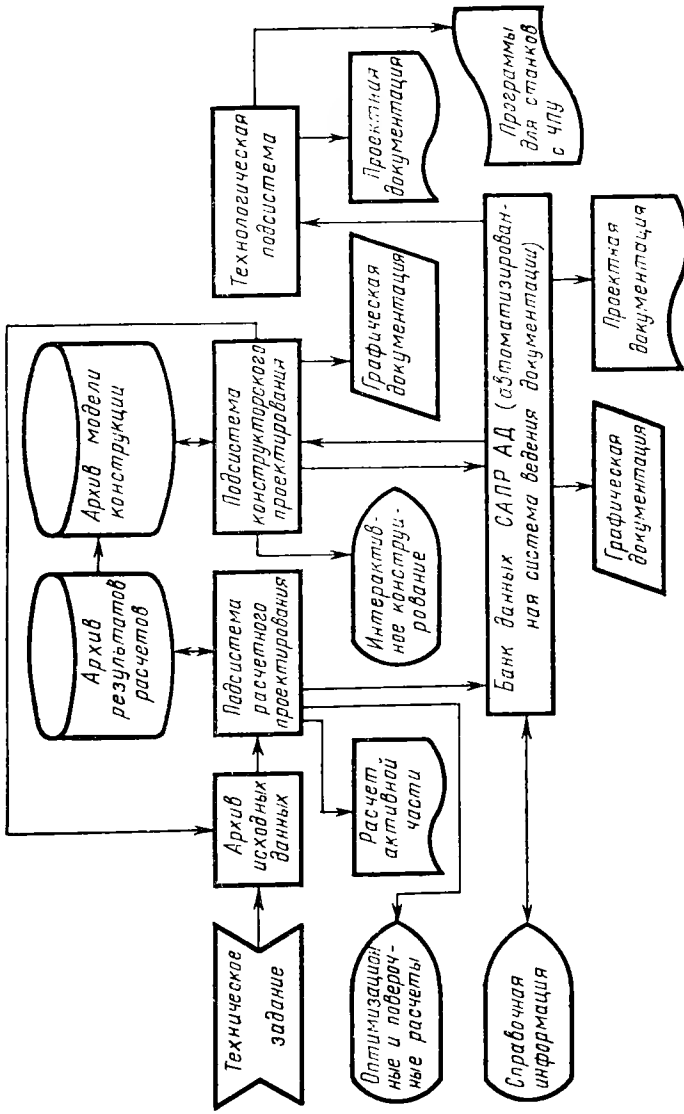 Техническое
задание
Архив
исходных
данных
Архив
результатов
расчетов
Архив модели
конструкции
Подсистема
расчетного
проектирования
Подсистема
конструкторского
проектирования
Технологическая
подсистема
Оптимизацион
ные и повероч-
ные расчеты
Расчет
активной
части
Интерактив-
ное конструи-
рование
Графическая
документация
Проектная
документация
Программы
для станков
с ЧПУ
Справочная
информация
Банк данных САПР АД (автоматизирован-
ная система ведения документации)
Графическая
документация
Проектная
документация